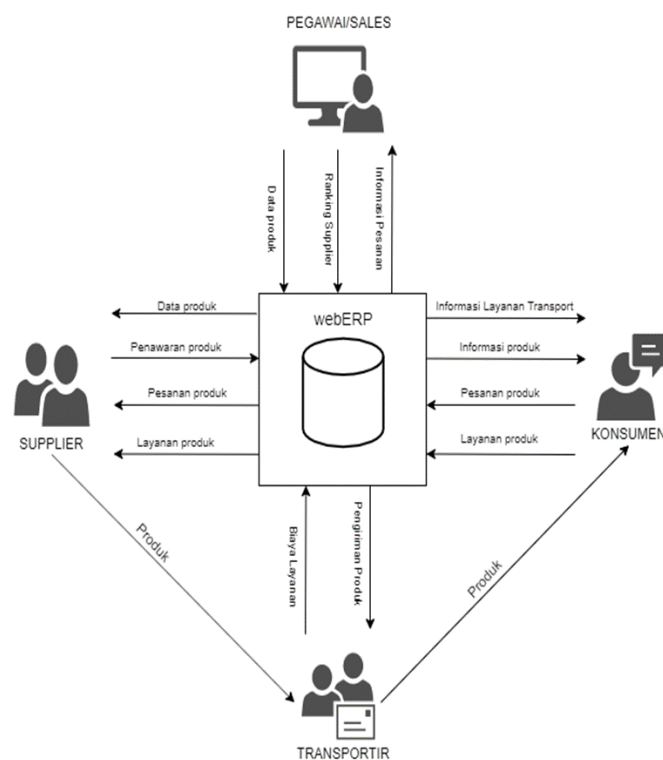 PEGAWAI/SALES
Data produk
Ranking Supplier
Informasi Pesanan
webERP
Data produk
Penawaran produk
Pesanan produk
Layanan produk
Informasi Layanan Transport
Informasi produk
Pesanan produk
Layanan produk
SUPPLIER
KONSUMEN
Produk
Biaya Layanan
Pengiriman Produk
Produk
TRANSPORTIR